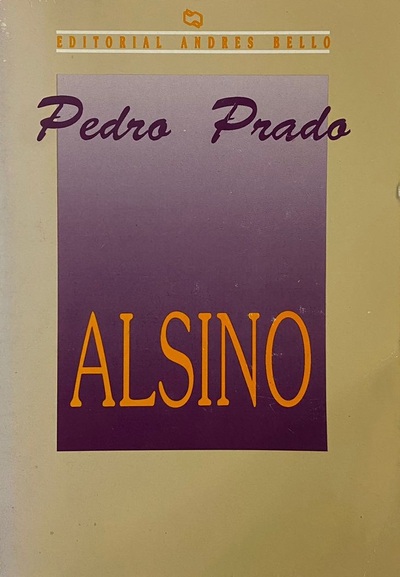 EDITORIAL ANDRES BELLO
Pedro Prado
ALSINO